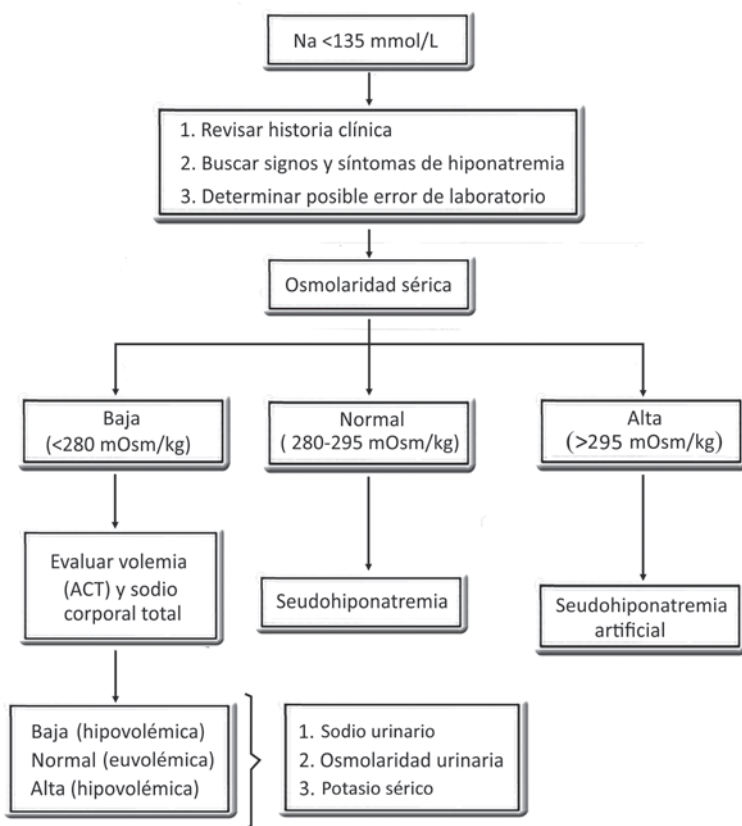 Na <135 mmol/L
1. Revisar historia clínica
2. Buscar signos y síntomas de hiponatremia
3. Determinar posible error de laboratorio
Osmolaridad sérica
Baja
(<280 mOsm/kg)
Normal
( 280-295 mOsm/kg)
Alta
(>295 mOsm/kg)
Evaluar volemia
(ACT) y sodio
corporal total
Seudohiponatremia
Seudohiponatremia
artificial
Baja (hipovolémica)
Normal (euvolémica)
Alta (hipovolémica)
1. Sodio urinario
2. Osmolaridad urinaria
3. Potasio sérico